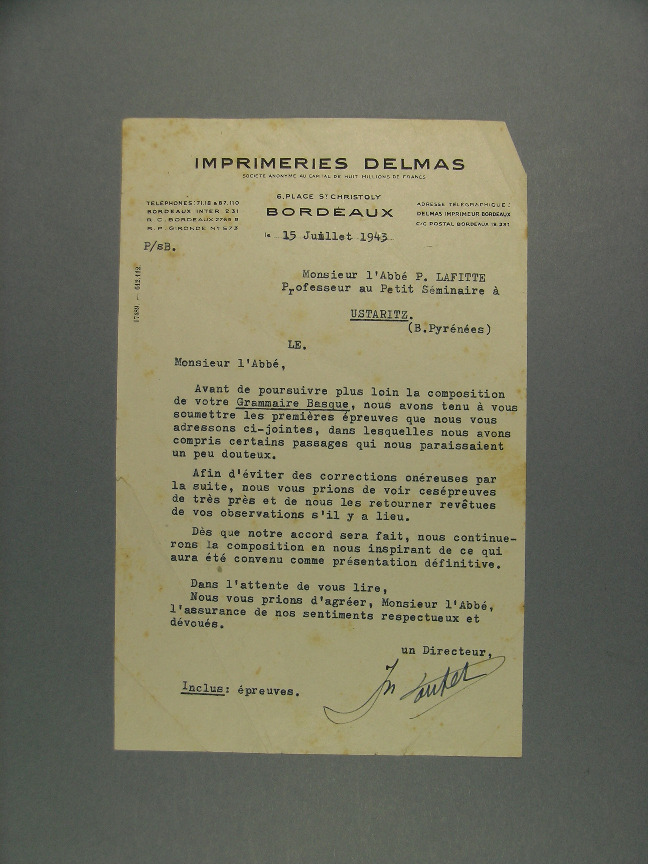 IMPRIMERIES DELMAS
SOCIÉTÉ ANONYME AU CAPITAL DE HUIT MILLIONS DE FRANCS
6, PLACE ST CHRISTOLY
BORDEAUX
TÉLÉPHONES: 71.18 & 87.110
BORDEAUX INTER 231
R.C. BORDEAUX 2788 B
R.P. GIRONDE Nº 573
ADRESSE TÉLÉGRAPHIQUE:
DELMAS IMPRIMEUR BORDEAUX
C/C POSTAL BORDEAUX 19.331
le 15 Juillet 1943
P/sB.
Monsieur l'Abbé P. LAFITTE
Professeur au Petit Séminaire à
USTARITZ.
(B.Pyrénées)
LE.
Monsieur l'Abbé,
Avant de poursuivre plus loin la composition
de votre Grammaire Basque, nous avons tenu à vous
soumettre les premières épreuves que nous vous
adressons ci-jointes, dans lesquelles nous avons
compris certains passages qui nous paraissaient
un peu douteux.
Afin d'éviter des corrections onéreuses par
la suite, nous vous prions de voir cesépreuves
de très près et de nous les retourner revêtues
de vos observations s'il y a lieu.
Dès que notre accord sera fait, nous continue-
rons la composition en nous inspirant de ce qui
aura été convenu comme présentation définitive.
Dans l'attente de vous lire,
Nous vous prions d'agréer, Monsieur l'Abbé,
l'assurance de nos sentiments respectueux et
dévoués.
un Directeur,
Inclus: épreuves.